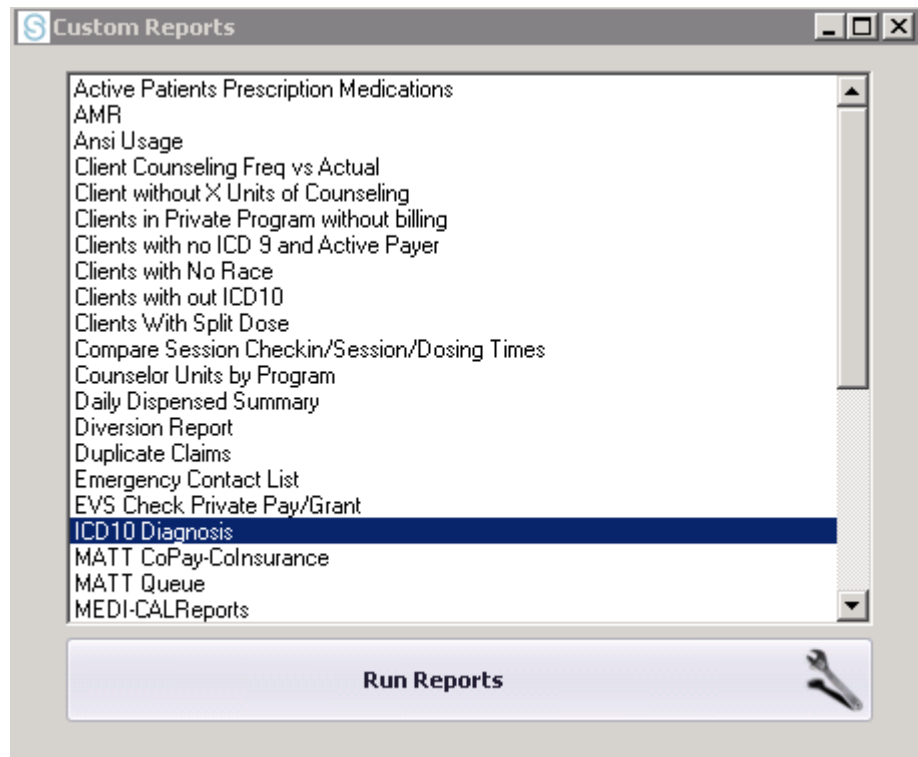 S Custom Reports
Active Patients Prescription Medications
AMR
Ansi Usage
Client Counseling Freq vs Actual
Client without X Units of Counseling
Clients in Private Program without billing
Clients with no ICD 9 and Active Payer
Clients with No Race
Clients with out ICD10
Clients With Split Dose
Compare Session Checkin/Session/Dosing Times
Counselor Units by Program
Daily Dispensed Summary
Diversion Report
Duplicate Claims
Emergency Contact List
EVS Check Private Pay/Grant
ICD10 Diagnosis
MATT CoPay-CoInsurance
MATT Queue
MEDI-CALReports
Run Reports